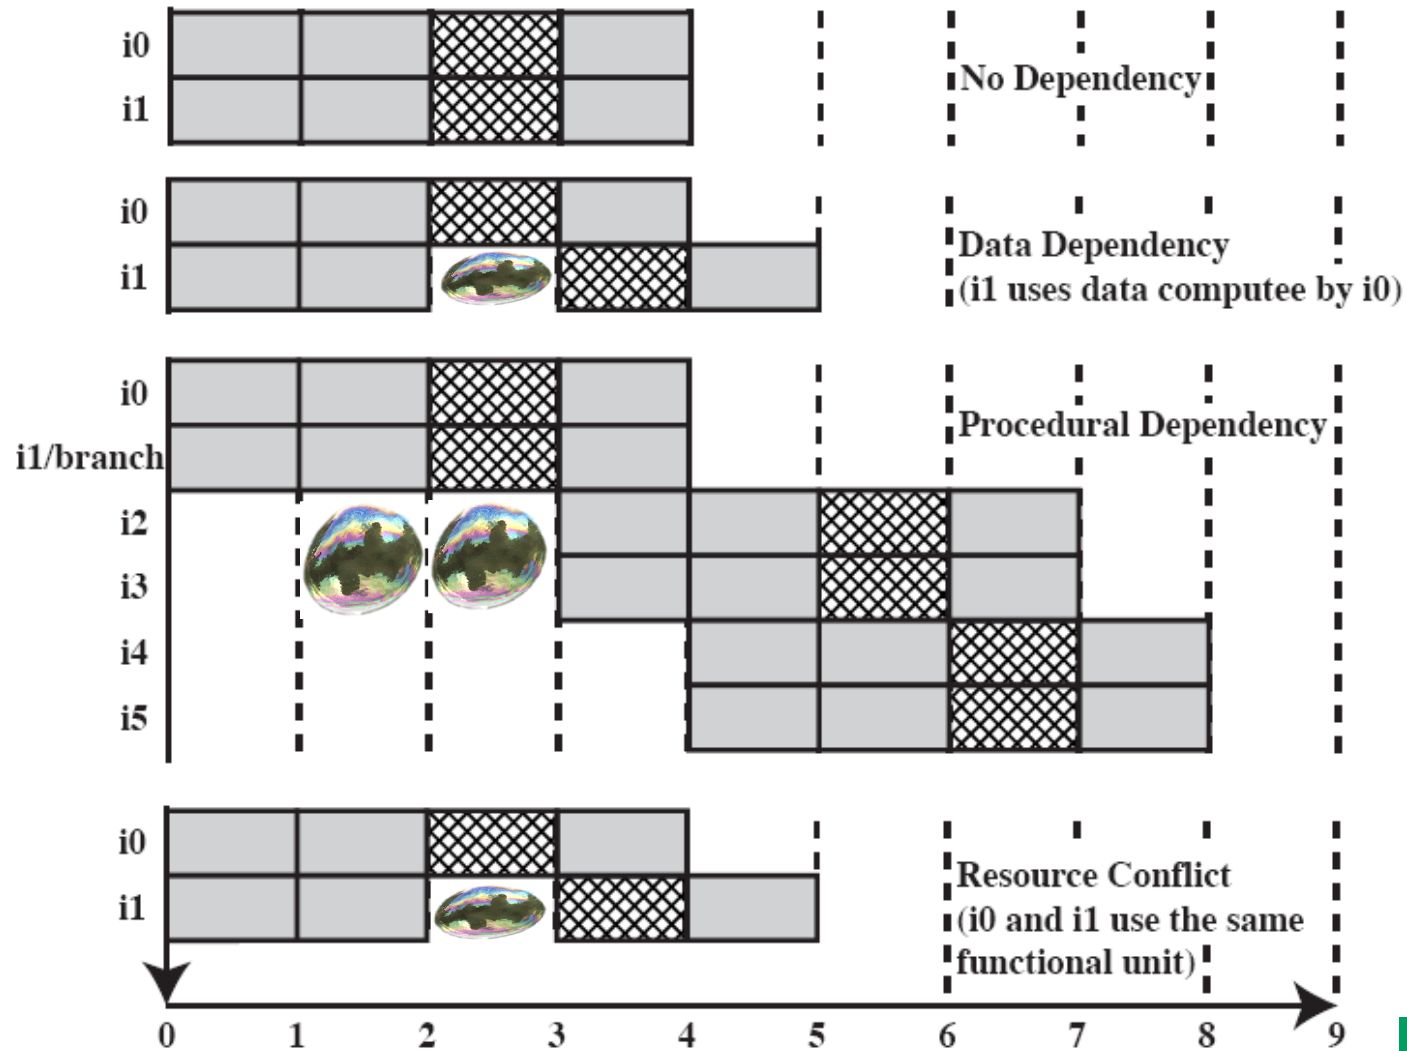 i0
i1
No Dependency
i0
i1
Data Dependency
(i1 uses data computee by i0)
i0
i1/branch
Procedural Dependency
i2
i3
i4
i5
i0
i1
Resource Conflict
(i0 and i1 use the same
functional unit)
0 1 2 3 4 5 6 7 8 9